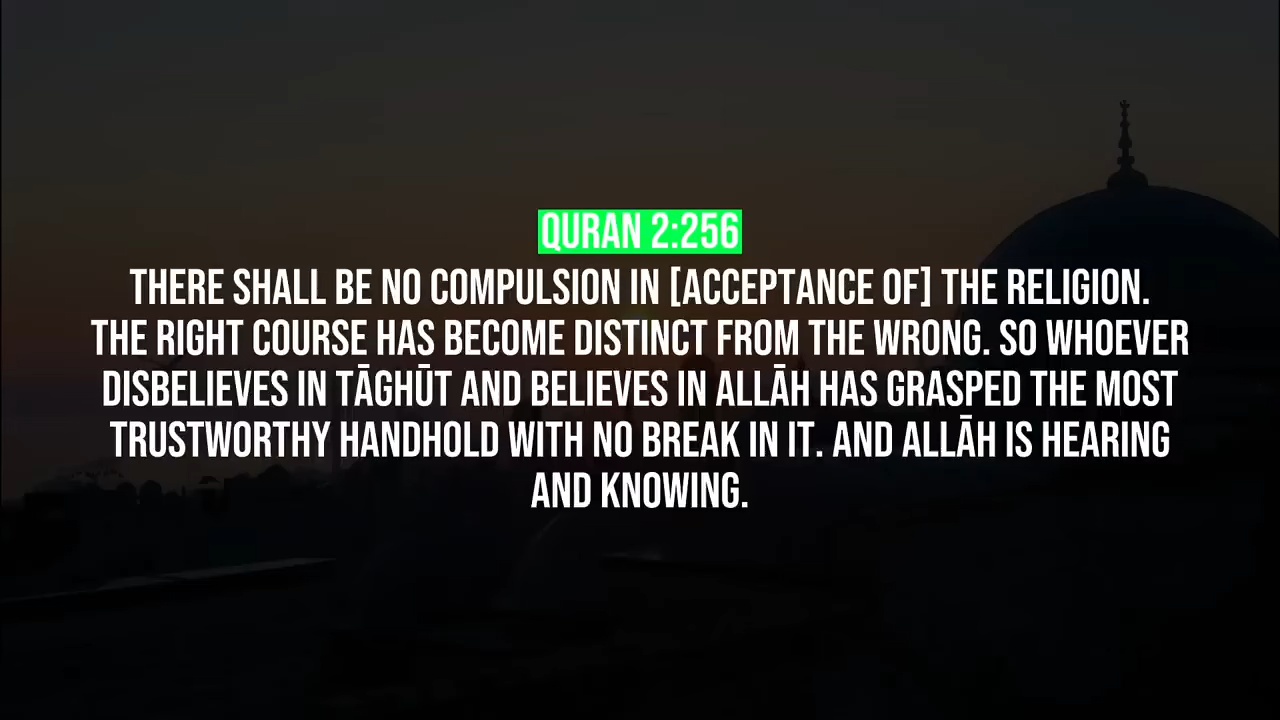 QURAN 2:256
THERE SHALL BE NO COMPULSION IN [ACCEPTANCE OF] THE RELIGION.
THE RIGHT COURSE HAS BECOME DISTINCT FROM THE WRONG. SO WHOEVER
DISBELIEVES IN TĀGHŪT AND BELIEVES IN ALLĀH HAS GRASPED THE MOST
TRUSTWORTHY HANDHOLD WITH NO BREAK IN IT. AND ALLĀH IS HEARING
AND KNOWING.